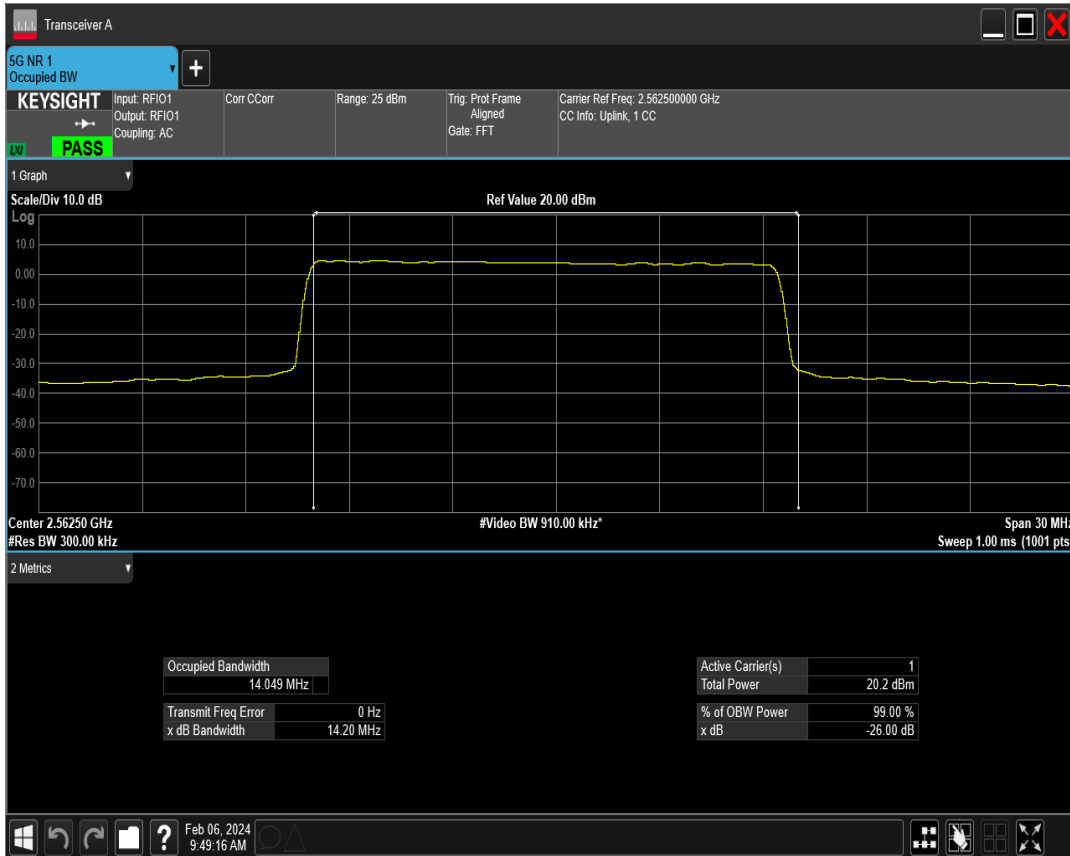 Transceiver A
5G NR 1
Occupied BW
KEYSIGHT
LXI
PASS
Input: RFIO1
Output: RFIO1
Coupling: AC
Corr CCorr
Range: 25 dBm
Trig: Prot Frame
Aligned
Gate: FFT
Carrier Ref Freq: 2.562500000 GHz
CC Info: Uplink, 1 CC
1 Graph
Scale/Div 10.0 dB
Ref Value 20.00 dBm
Log
10.0
0.00
-10.0
-20.0
-30.0
-40.0
-50.0
-60.0
-70.0
Center 2.56250 GHz
#Video BW 910.00 kHz*
Span 30 MHz
#Res BW 300.00 kHz
Sweep 1.00 ms (1001 pts
2 Metrics
Occupied Bandwidth
14.049 MHz
Transmit Freq Error 0 Hz
x dB Bandwidth 14.20 MHz
Active Carrier(s) 1
Total Power 20.2 dBm
% of OBW Power 99.00 %
x dB -26.00 dB
?
Feb 06, 2024
9:49:16 AM